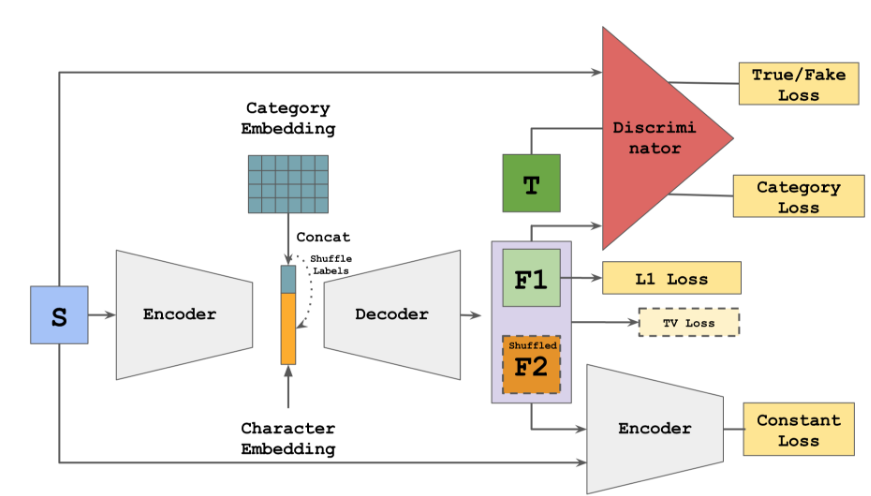 True/Fake
Loss
Category
Embedding
Discrimi
nator
T
Category
Loss
Concat
Shuffle
Labels
F1
L1 Loss
S
Encoder
Decoder
TV Loss
Shuffled
F2
Character
Embedding
Encoder
Constant
Loss